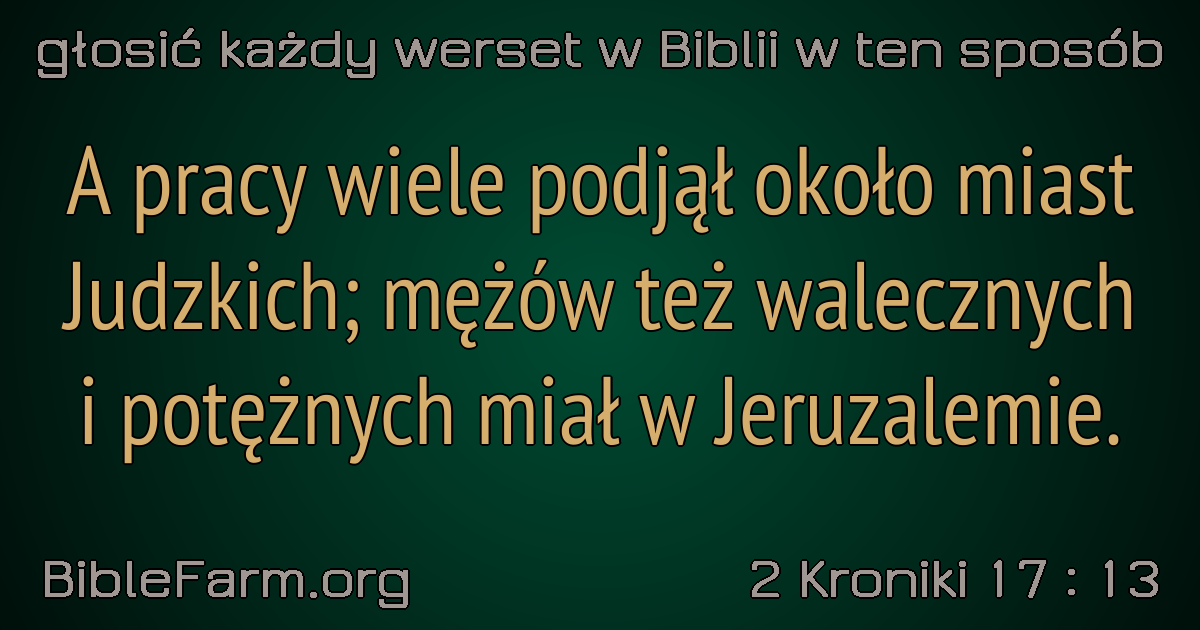 głosić każdy werset w Biblii w ten sposób
A pracy wiele podjął około miast
Judzkich; mężów też walecznych
i potężnych miał w Jeruzalemie.
BibleFarm.org
2 Kroniki 17 : 13